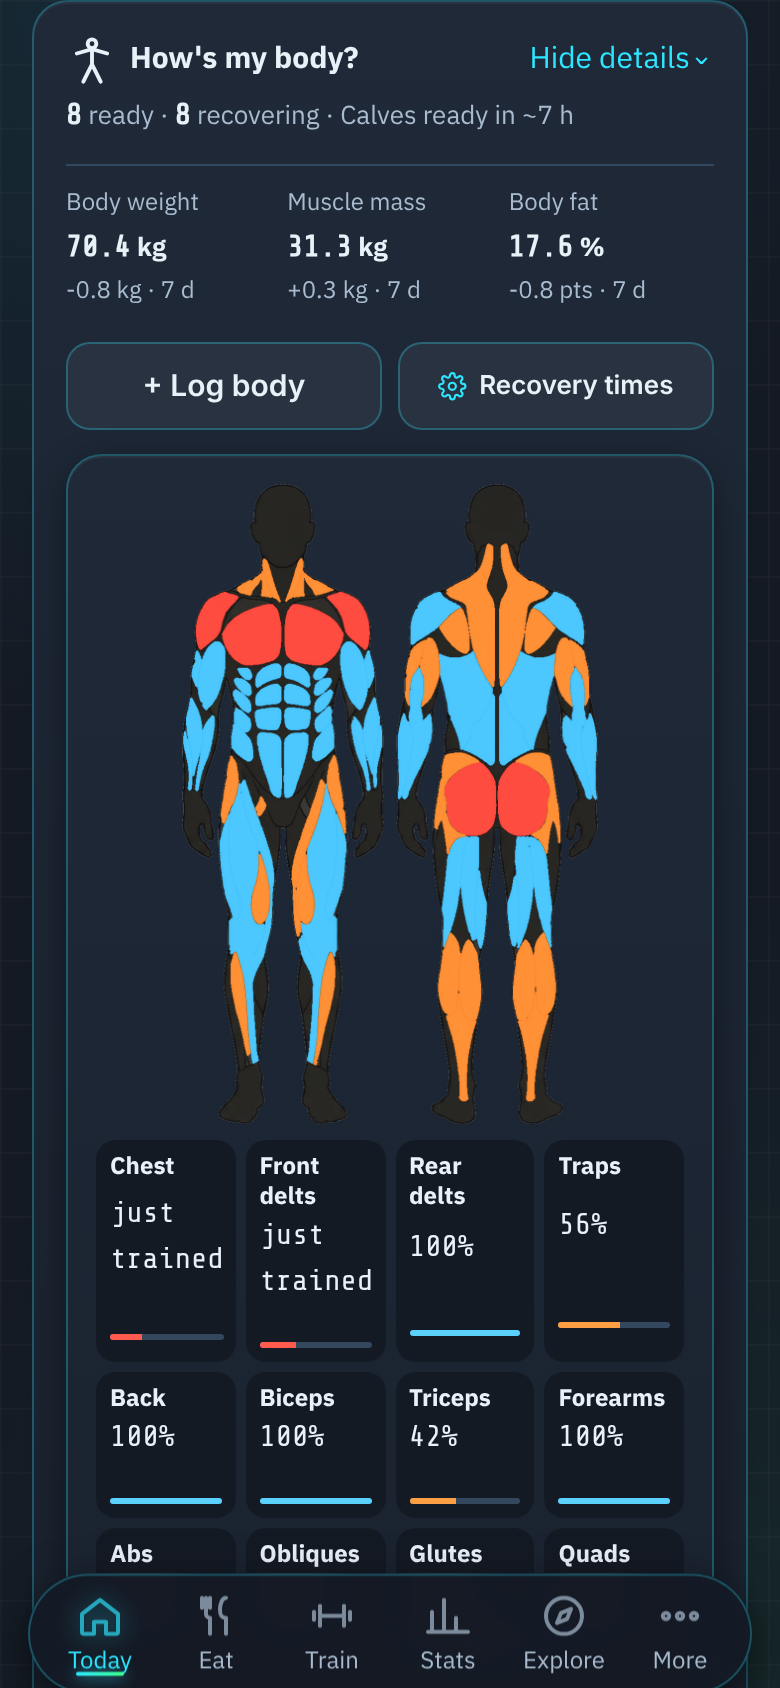 How's my body?
Hide details
8 ready · 8 recovering · Calves ready in ~7 h
Body weight
Muscle mass
Body fat
70.4 kg
31.3 kg
17.6 %
-0.8 kg · 7 d
+0.3 kg · 7 d
-0.8 pts · 7 d
+ Log body
Recovery times
Chest
just
trained
Front
delts
just
trained
Rear
delts
100%
Traps
56%
Back
100%
Biceps
100%
Triceps
42%
Forearms
100%
Abs
Obliques
Glutes
Quads
Today
Eat
Train
Stats
Explore
More